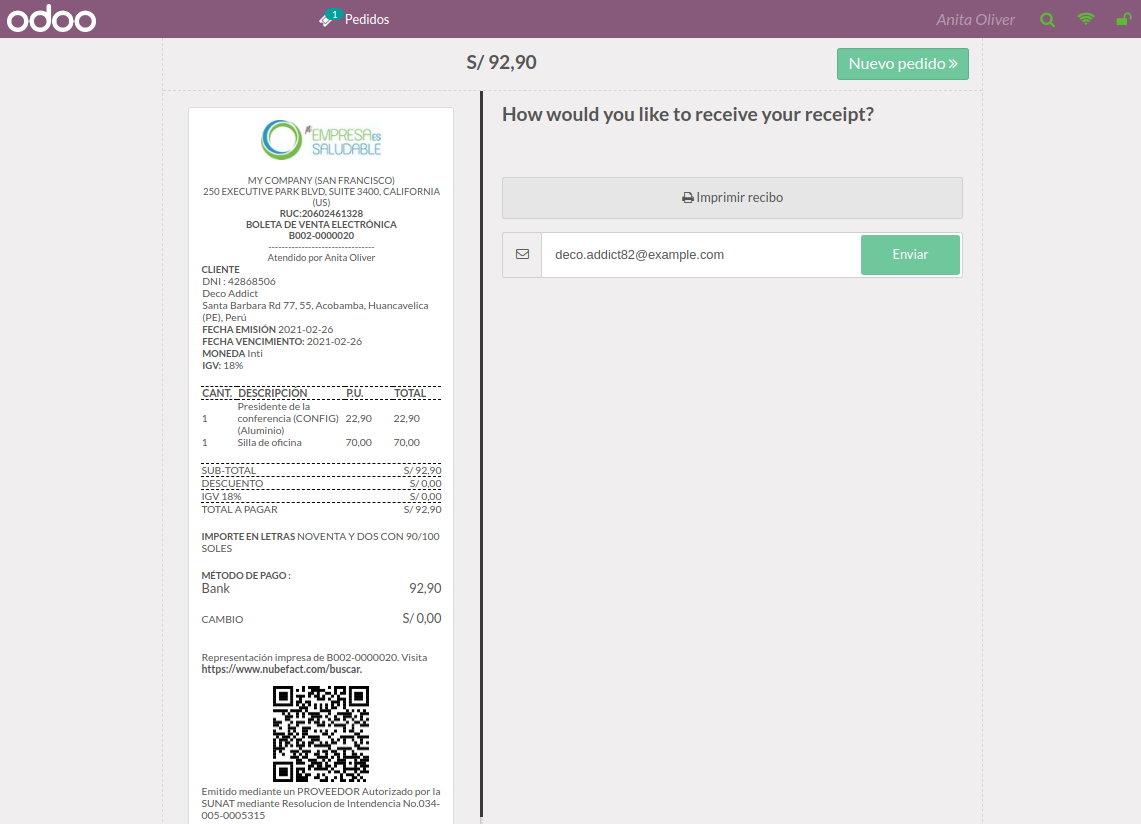 odoo
1 Pedidos
Anita Oliver
S/ 92,90
Nuevo pedido
EMPRESA ES
SALUDABLE
MY COMPANY (SAN FRANCISCO)
250 EXECUTIVE PARK BLVD, SUITE 3400, CALIFORNIA
(US)
RUC:20602461328
BOLETA DE VENTA ELECTRÓNICA
B002-0000020
--------------------------------
Atendido por Anita Oliver
CLIENTE
DNI : 42868506
Deco Addict
Santa Barbara Rd 77, 55, Acobamba, Huancavelica
(PE), Perú
FECHA EMISIÓN 2021-02-26
FECHA VENCIMIENTO: 2021-02-26
MONEDA Inti
IGV: 18%
CANT. DESCRIPCIÓN P.U. TOTAL
Presidente de la
1 conferencia (CONFIG) 22,90 22,90
(Aluminio)
1 Silla de oficina 70,00 70,00
SUB-TOTAL S/ 92,90
DESCUENTO S/ 0,00
IGV 18% S/ 0,00
TOTAL A PAGAR S/ 92,90
IMPORTE EN LETRAS NOVENTA Y DOS CON 90/100
SOLES
MÉTODO DE PAGO :
Bank 92,90
CAMBIO S/ 0,00
Representación impresa de B002-0000020. Visita
https://www.nubefact.com/buscar.
Emitido mediante un PROVEEDOR Autorizado por la
SUNAT mediante Resolucion de Intendencia No.034-
005-0005315
How would you like to receive your receipt?
Imprimir recibo
deco.addict82@example.com
Enviar